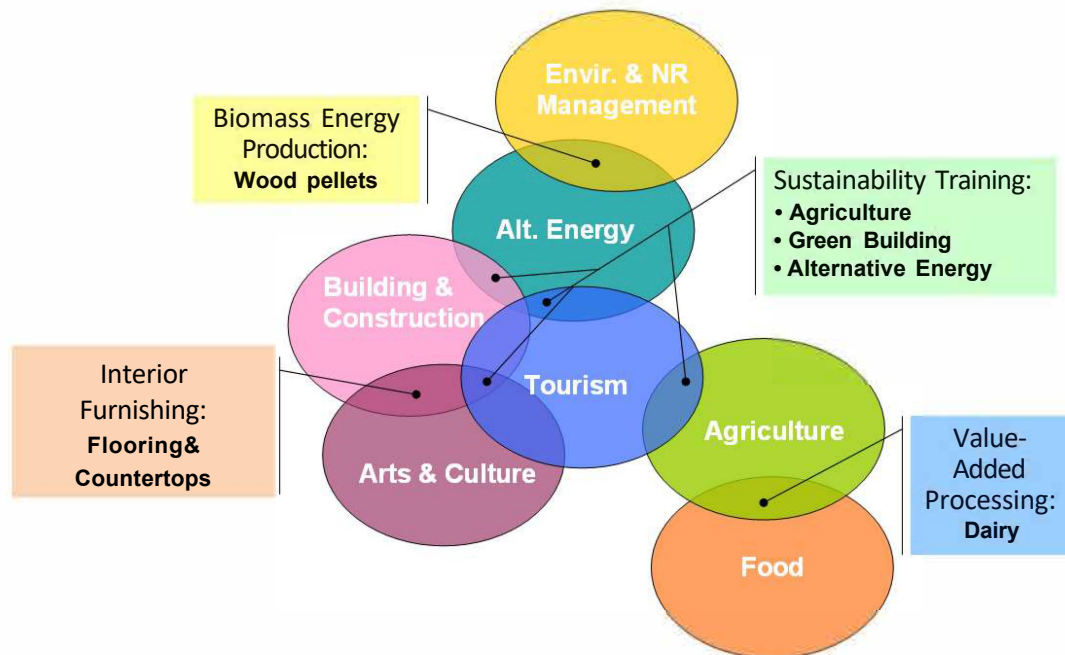 Envir. & NR
Management
Biomass Energy
Production:
Wood pellets
Sustainability Training:
• Agriculture
• Green Building
• Alternative Energy
Alt. Energy
Building &
Construction
Interior
Furnishing:
Flooring&
Countertops
Tourism
Agriculture
Arts & Culture
Value-
Added
Processing:
Dairy
Food